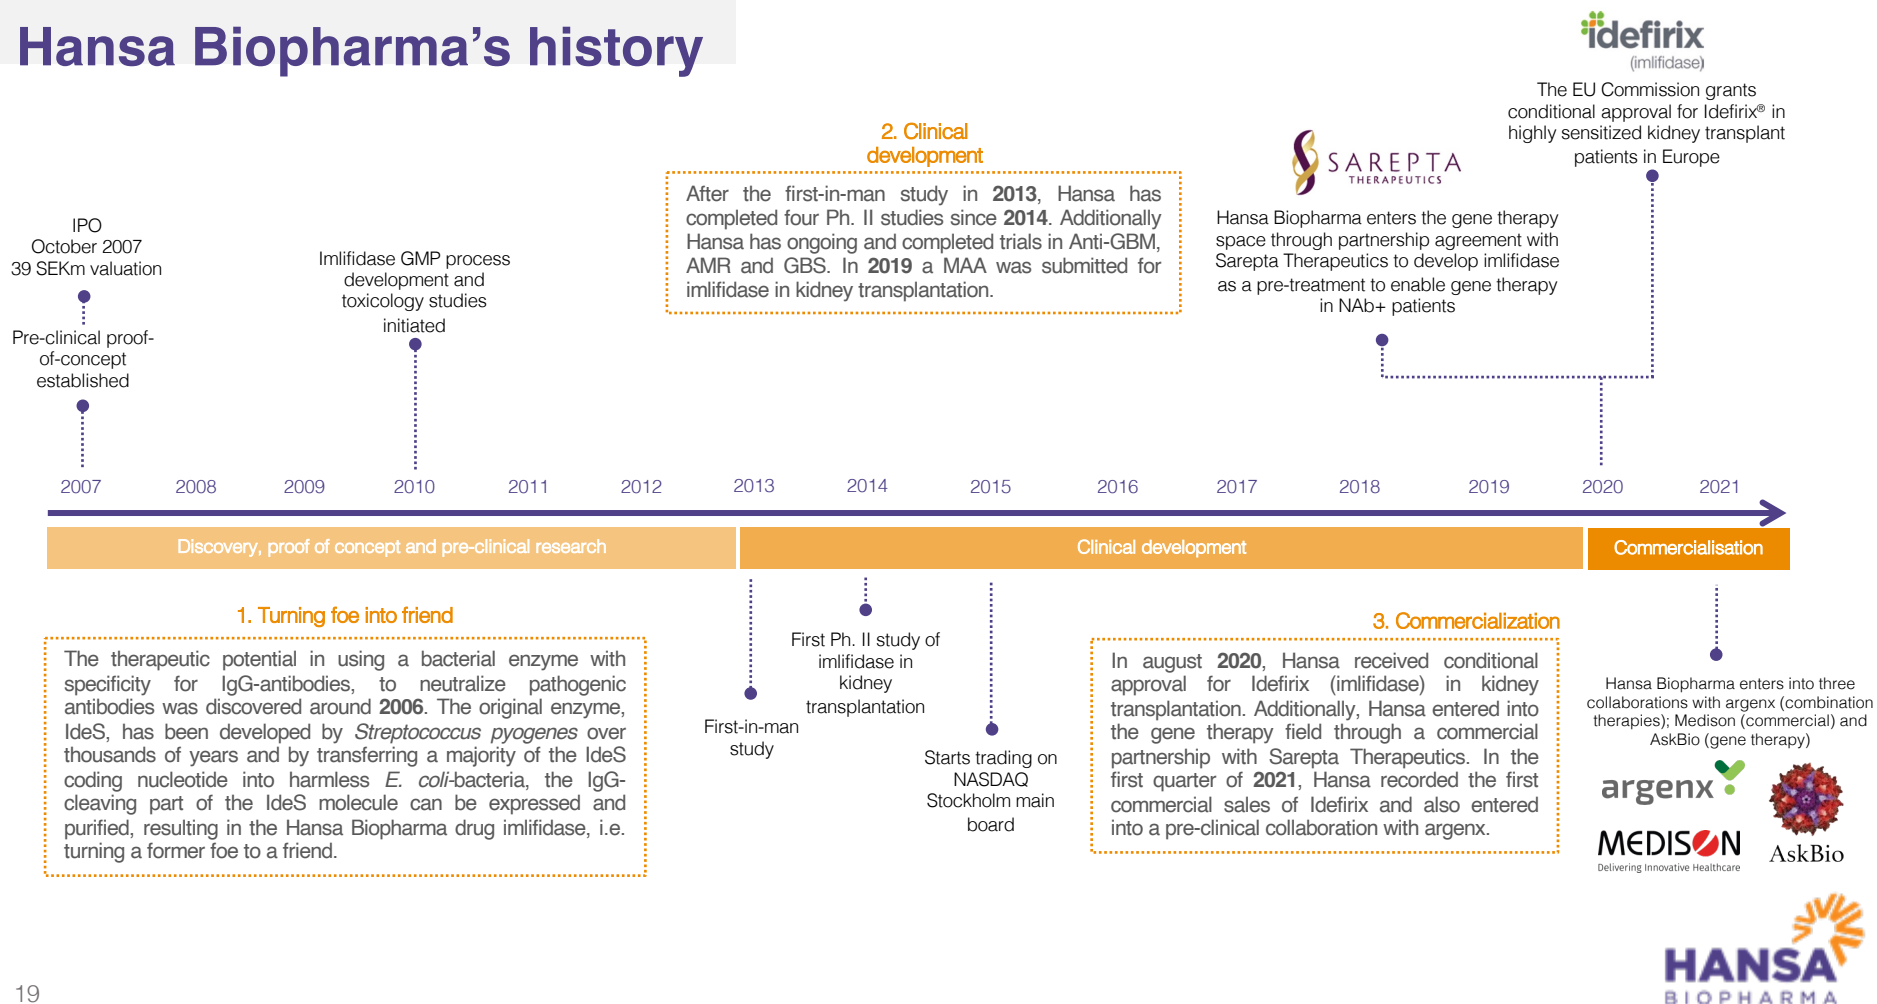 Hansa Biopharma’s history
idefirix
(imlifidase)
The EU Commission grants
conditional approval for Idefirix® in
highly sensitized kidney transplant
patients in Europe
2. Clinical
development
After the first-in-man study in 2013, Hansa has
completed four Ph. II studies since 2014. Additionally
Hansa has ongoing and completed trials in Anti-GBM,
AMR and GBS. In 2019 a MAA was submitted for
imlifidase in kidney transplantation.
SAREPTA
THERAPEUTICS
Hansa Biopharma enters the gene therapy
space through partnership agreement with
Sarepta Therapeutics to develop imlifidase
as a pre-treatment to enable gene therapy
in NAb+ patients
IPO
October 2007
39 SEKm valuation
Pre-clinical proof-
of-concept
established
Imlifidase GMP process
development and
toxicology studies
initiated
2007 2008 2009 2010 2011 2012 2013 2014 2015 2016 2017 2018 2019 2020 2021
Discovery, proof of concept and pre-clinical research
Clinical development
Commercialisation
1. Turning foe into friend
The therapeutic potential in using a bacterial enzyme with
specificity for IgG-antibodies, to neutralize pathogenic
antibodies was discovered around 2006. The original enzyme,
IdeS, has been developed by Streptococcus pyogenes over
thousands of years and by transferring a majority of the IdeS
coding nucleotide into harmless E. coli-bacteria, the IgG-
cleaving part of the IdeS molecule can be expressed and
purified, resulting in the Hansa Biopharma drug imlifidase, i.e.
turning a former foe to a friend.
First-in-man
study
First Ph. II study of
imlifidase in
kidney
transplantation
Starts trading on
NASDAQ
Stockholm main
board
3. Commercialization
In august 2020, Hansa received conditional
approval for Idefirix (imlifidase) in kidney
transplantation. Additionally, Hansa entered into
the gene therapy field through a commercial
partnership with Sarepta Therapeutics. In the
first quarter of 2021, Hansa recorded the first
commercial sales of Idefirix and also entered
into a pre-clinical collaboration with argenx.
Hansa Biopharma enters into three
collaborations with argenx (combination
therapies); Medison (commercial) and
AskBio (gene therapy)
argenx
MEDISON
Delivering Innovative Healthcare
AskBio
HANSA
BIOPHARMA
19